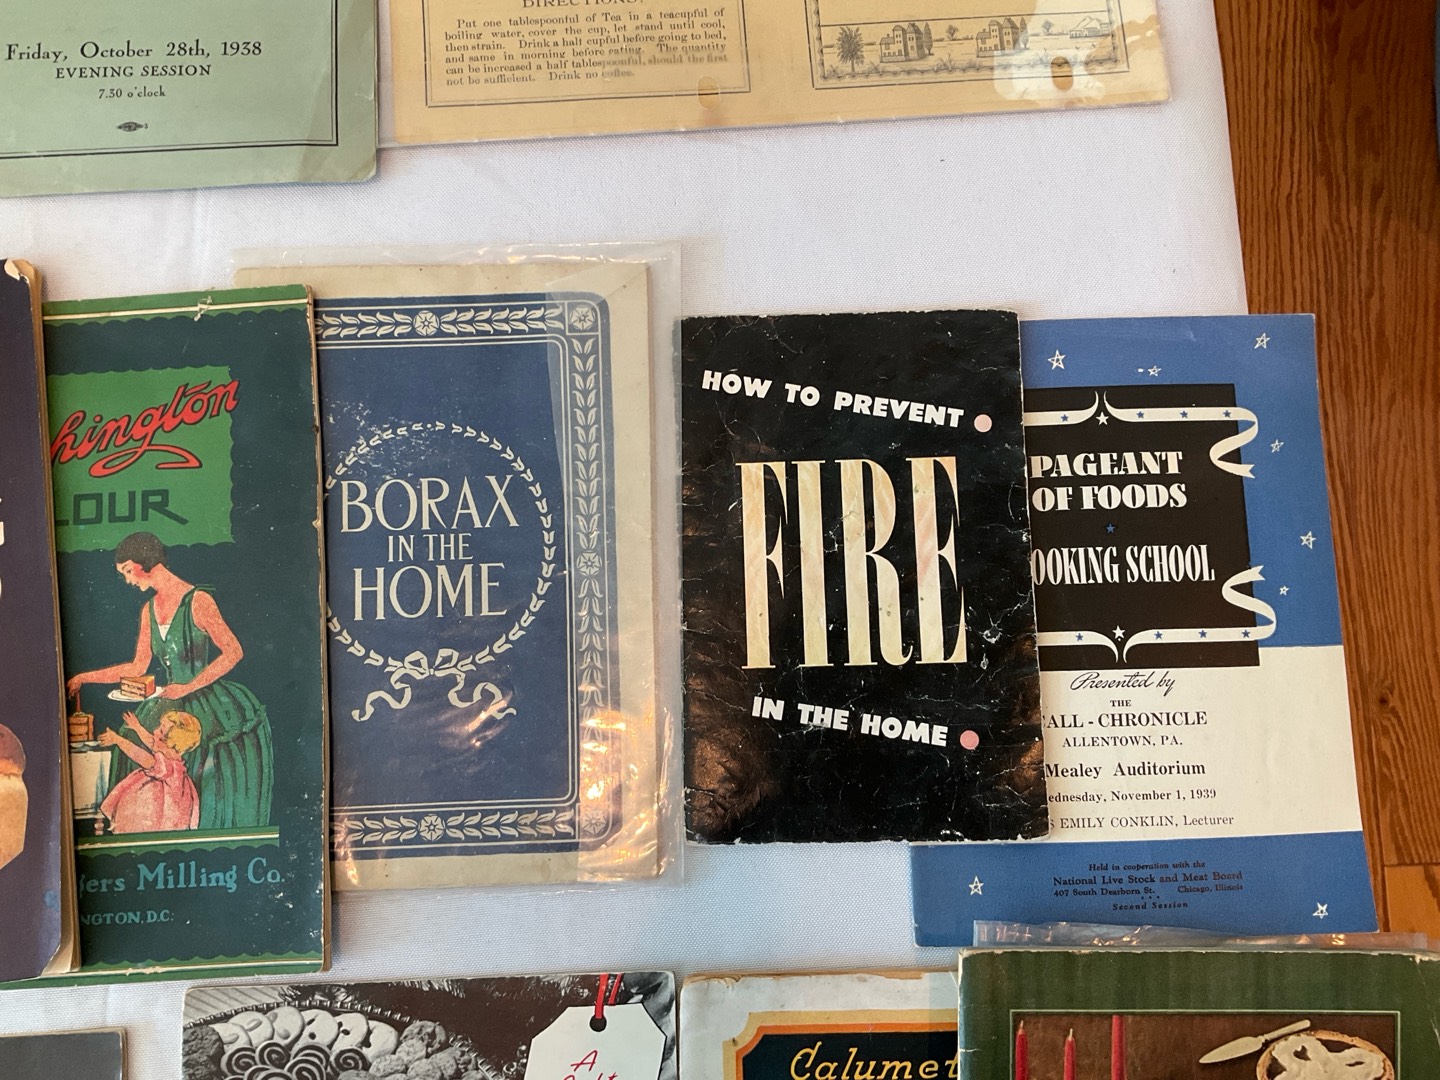 Friday, October 28th, 1938
EVENING SESSION
7.30 o'clock
DIRECTIONS:
Put one tablespoonful of Tea in a teacupful of
boiling water, cover the cup, let stand until cool,
then strain. Drink a half cupful before going to bed,
and same in morning before eating. The quantity
can be increased a half tablespoonful, should the first
not be sufficient. Drink no coffee.
hington
LOUR
ers Milling Co.
NGTON, D.C.
BORAX
IN THE
HOME
HOW TO PREVENT
FIRE
IN THE HOME
PAGEANT
OF FOODS
OOKING SCHOOL
Presented by
THE
ALL - CHRONICLE
ALLENTOWN, PA.
Mealey Auditorium
ednesday, November 1, 1939
S EMILY CONKLIN, Lecturer
Held in cooperation with the
National Live Stock and Meat Board
407 South Dearborn St. Chicago, Illinois
Second Session
A
Calumet